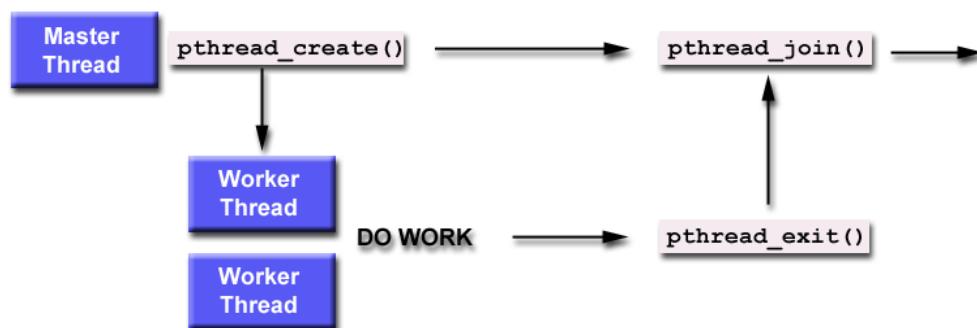 Master
Thread
pthread_create()
pthread_join()
Worker
Thread
DO WORK
pthread_exit()
Worker
Thread